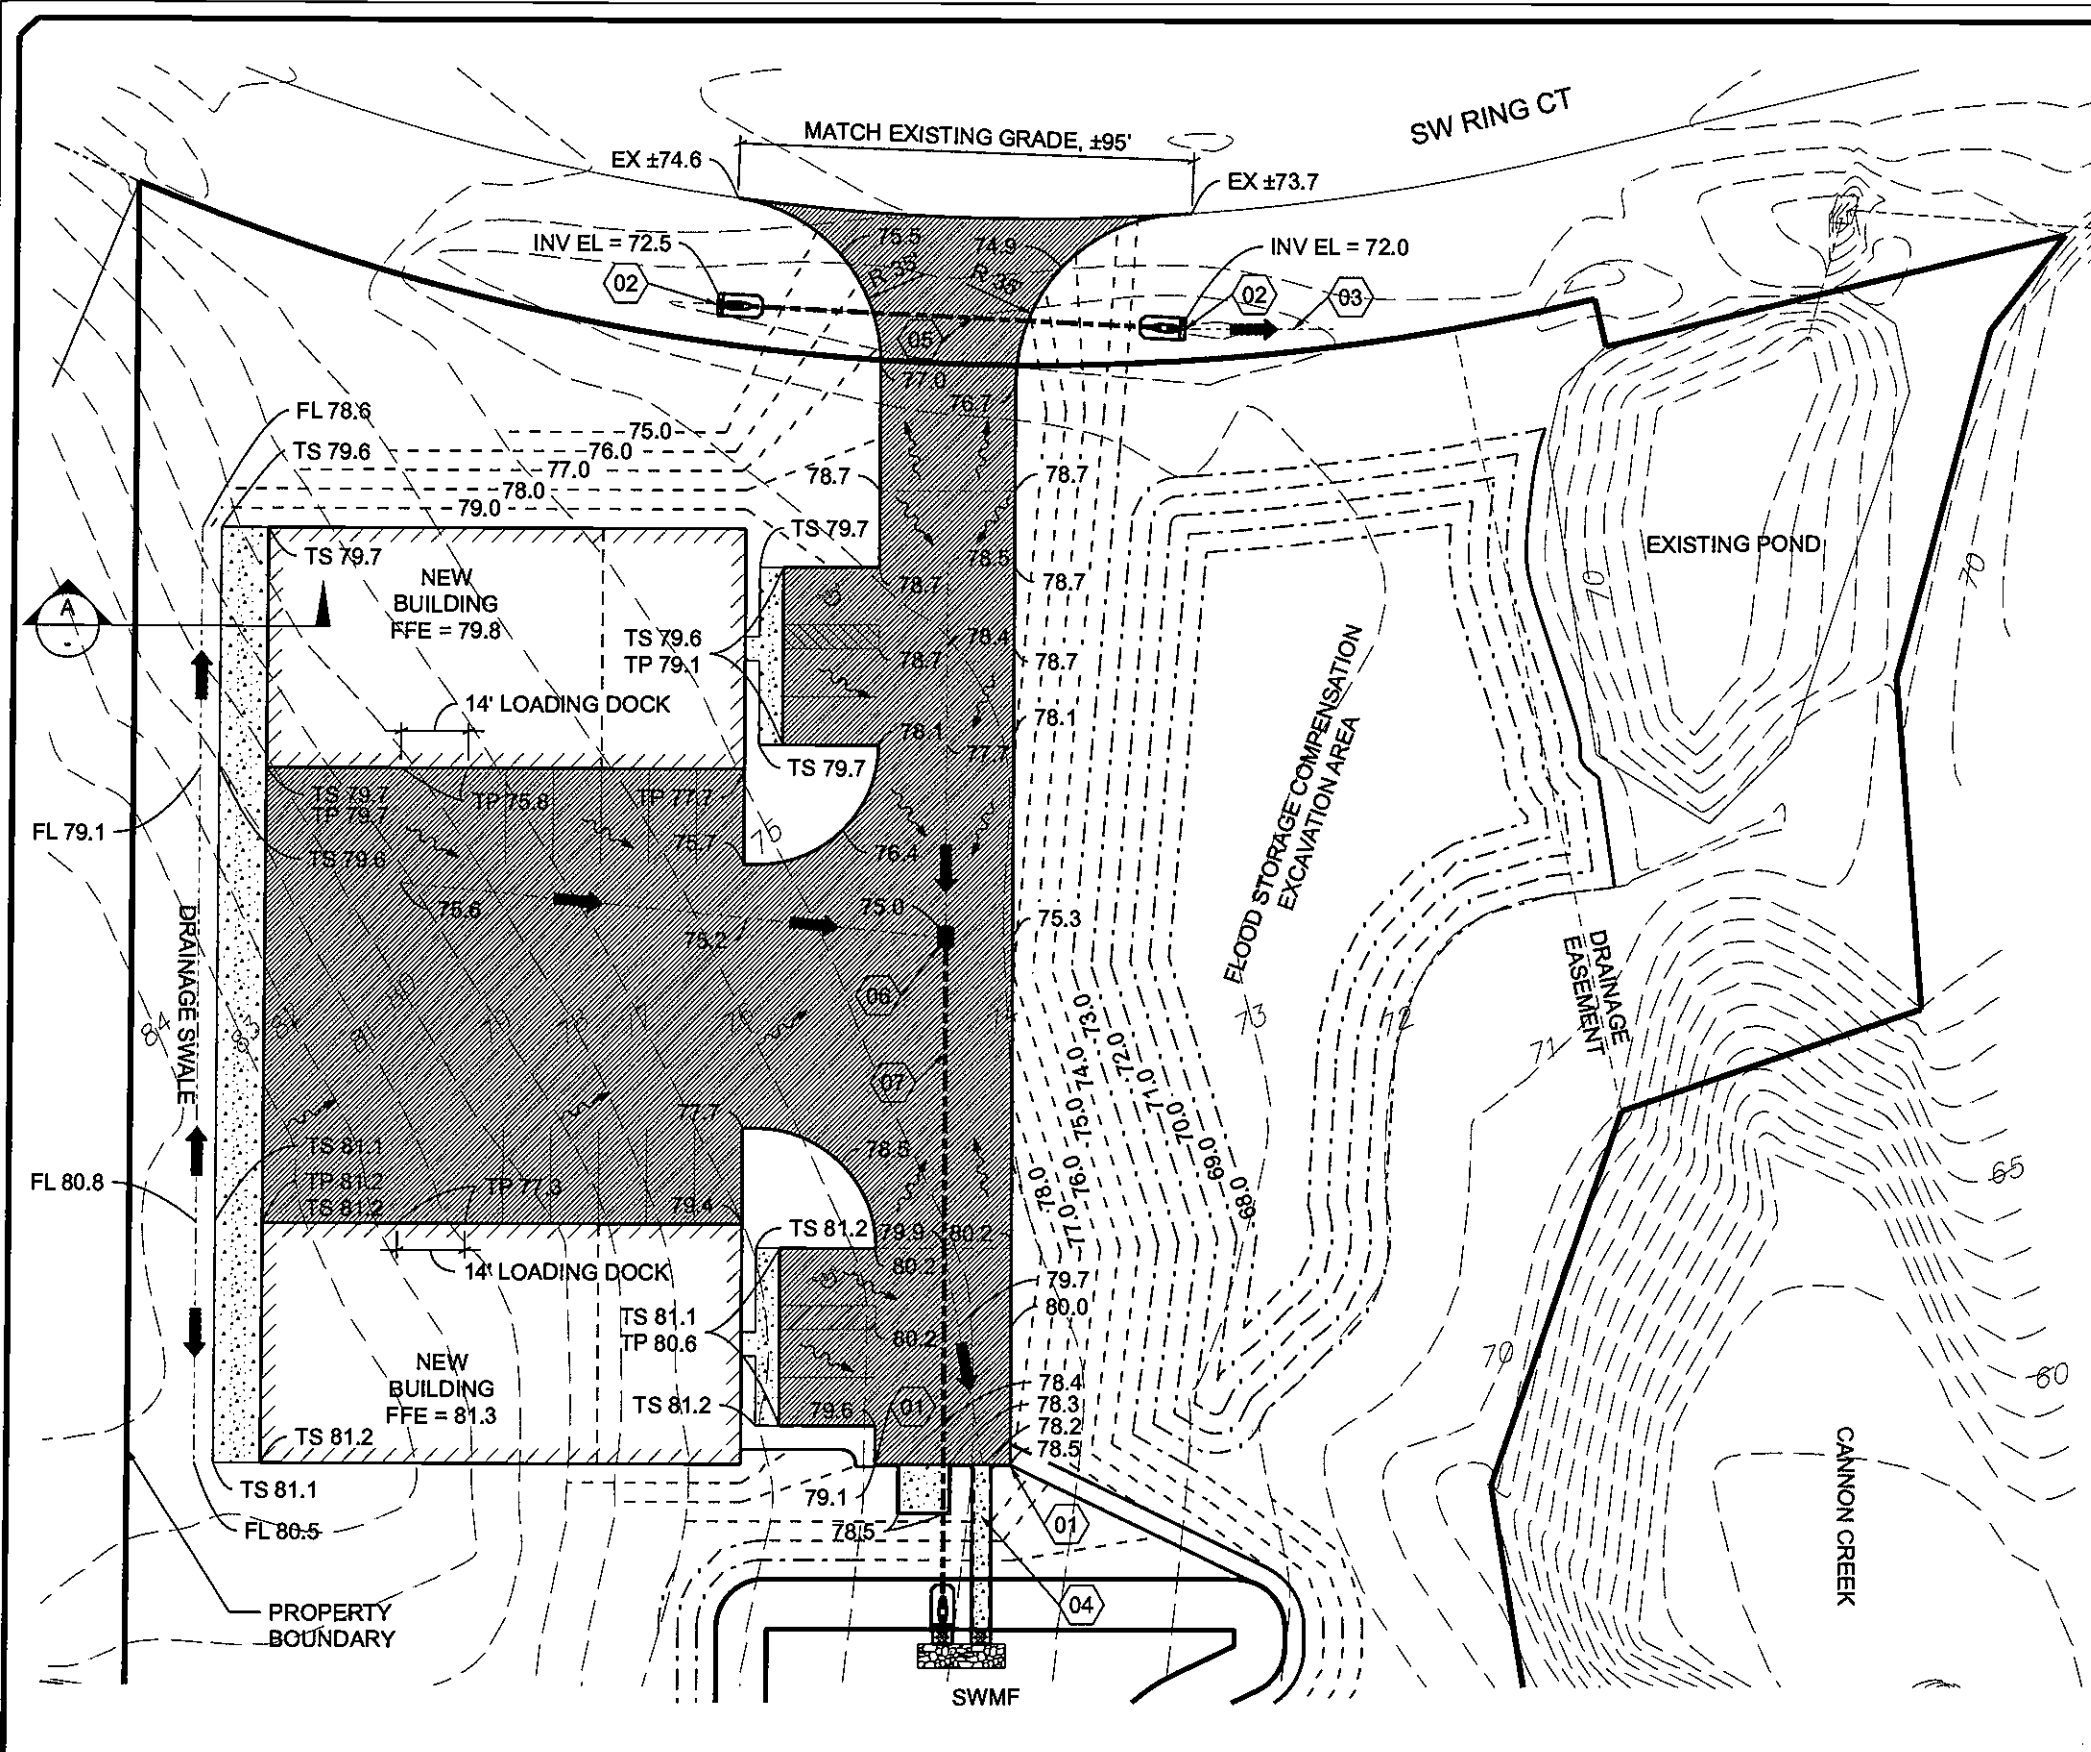 SW RING CT
MATCH EXISTING GRADE, ±95'
EX ±74.6
EX ±73.7
INV EL = 72.5
75.5
74.9
INV EL = 72.0
R 35'
R 35'
02
02
03
05
77.0
76.7
FL 78.6
TS 79.6
75.0
76.0
77.0
78.0
79.0
78.7
78.7
TS 79.7
TS 79.7
NEW
BUILDING
FFE = 79.8
78.5
78.7
78.7
EXISTING POND
70
70
A
-
TS 79.6
TP 79.1
78.4
78.7
78.7
14' LOADING DOCK
78.1
78.1
77.7
TS 79.7
TS 79.7
TP 79.7
TP 75.8
TP 77.7
FL 79.1
TS 79.6
75.7
75
76.4
FLOOD STORAGE COMPENSATION
EXCAVATION AREA
75.6
75.0
75.2
75.3
DRAINAGE SWALE
DRAINAGE
EASEMENT
06
84
83
82
81
80
79
78
77
76
73.0
74.0
75.0
76.0
77.0
78.0
72.0
71.0
70.0
69.0
68.0
73
72
71
07
77.7
78.5
TS 81.1
TP 81.2
TS 81.2
TP 77.3
79.4
FL 80.8
65
TS 81.2
79.9
80.2
80.2
14' LOADING DOCK
79.7
80.0
TS 81.1
TP 80.6
80.2
NEW
BUILDING
FFE = 81.3
70
60
78.4
78.3
78.2
78.5
TS 81.2
79.6
01
TS 81.2
TS 81.1
79.1
78.5
01
FL 80.5
CANNON CREEK
04
PROPERTY
BOUNDARY
SWMF